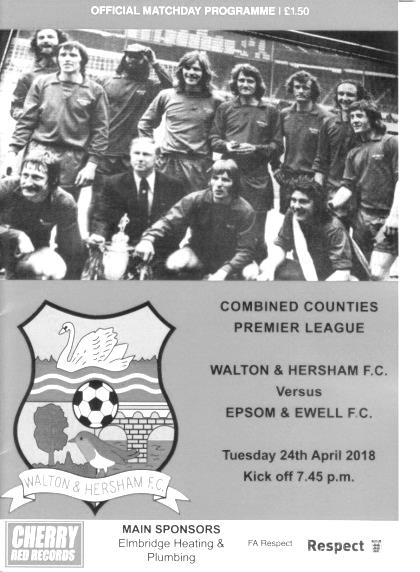 OFFICIAL MATCHDAY PROGRAMME | £1.50
COMBINED COUNTIES
PREMIER LEAGUE
WALTON & HERSHAM F.C.
Versus
EPSOM & EWELL F.C.
Tuesday 24th April 2018
Kick off 7.45 p.m.
WALTON & HERSHAM F.C.
CHERRY
RED RECORDS
MAIN SPONSORS
Elmbridge Heating &
Plumbing
FA Respect
Respect